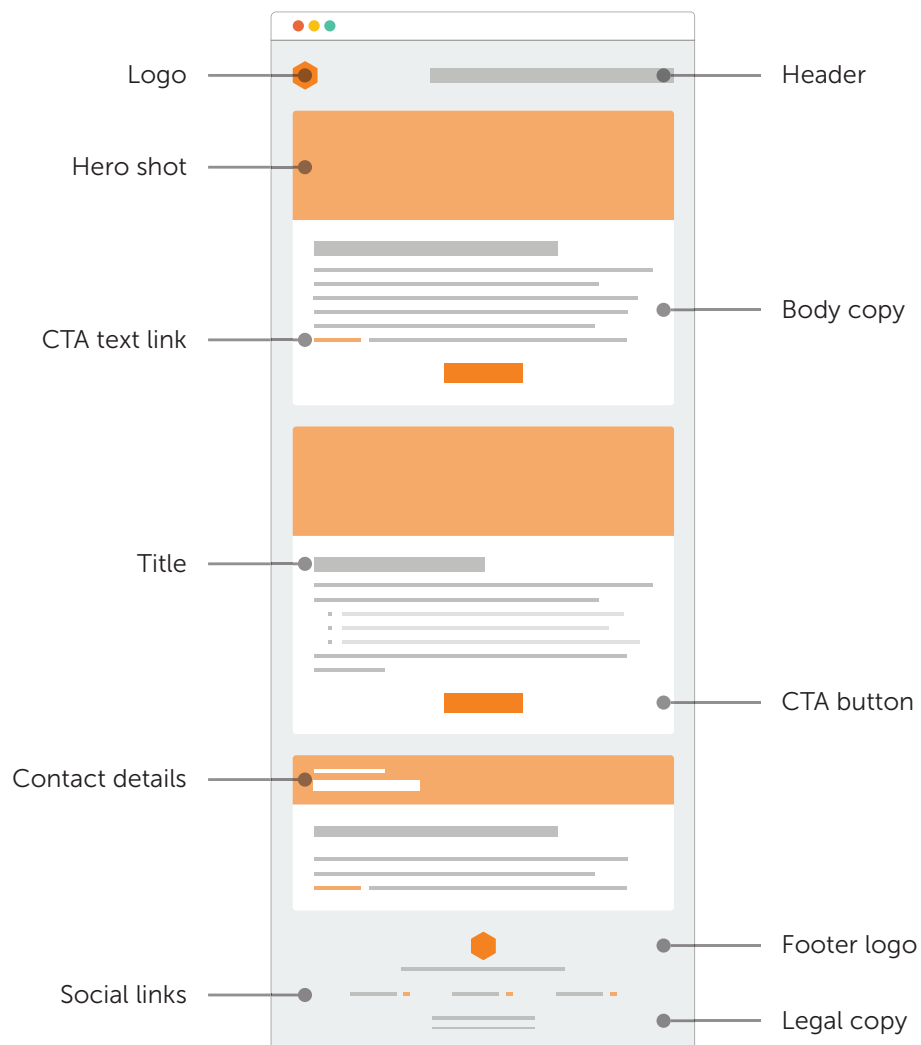 Logo
Header
Hero shot
Body copy
CTA text link
Title
CTA button
Contact details
Footer logo
Social links
Legal copy